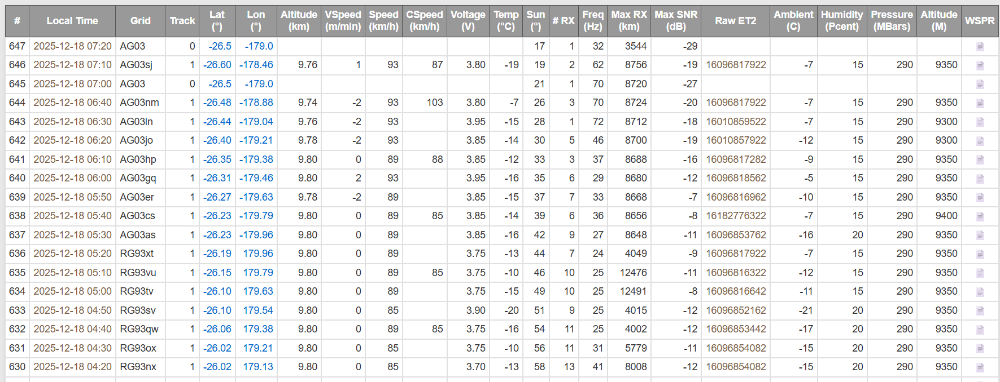 # Local Time Grid Track Lat (°) Lon (°) Altitude (km) VSpeed (m/min) Speed (km/h) CSpeed (km/h) Voltage (V) Temp (°C) Sun (°) # RX Freq (Hz) Max RX (km) Max SNR (dB) Raw ET2 Ambient (C) Humidity (Pcent) Pressure (MBars) Altitude (M) WSPR
647 2025-12-18 07:20 AG03 0 -26.5 -179.0 17 1 32 3544 -29
646 2025-12-18 07:10 AG03sj 1 -26.60 -178.46 9.76 1 93 87 3.80 -19 19 2 62 8756 -19 16096817922 -7 15 290 9350
645 2025-12-18 07:00 AG03 0 -26.5 -179.0 21 1 70 8720 -27
644 2025-12-18 06:40 AG03nm 1 -26.48 -178.88 9.74 -2 93 103 3.80 -7 26 3 70 8724 -20 16096817922 -7 15 290 9350
643 2025-12-18 06:30 AG03ln 1 -26.44 -179.04 9.76 -2 93 3.95 -15 28 1 72 8712 -18 16010859522 -7 15 290 9300
642 2025-12-18 06:20 AG03jo 1 -26.40 -179.21 9.78 -2 93 3.85 -14 30 5 46 8700 -19 16010857922 -12 15 290 9300
641 2025-12-18 06:10 AG03hp 1 -26.35 -179.38 9.80 0 89 88 3.85 -12 33 3 37 8688 -16 16096817282 -9 15 290 9350
640 2025-12-18 06:00 AG03gq 1 -26.31 -179.46 9.80 2 93 3.95 -16 35 6 29 8680 -12 16096818562 -5 15 290 9350
639 2025-12-18 05:50 AG03er 1 -26.27 -179.63 9.78 -2 89 3.85 -15 37 7 33 8668 -7 16096816962 -10 15 290 9350
638 2025-12-18 05:40 AG03cs 1 -26.23 -179.79 9.80 0 89 85 3.85 -14 39 6 36 8656 -8 16182776322 -7 15 290 9400
637 2025-12-18 05:30 AG03as 1 -26.23 -179.96 9.80 0 89 3.85 -16 42 9 27 8648 -11 16096853762 -16 20 290 9350
636 2025-12-18 05:20 RG93xt 1 -26.19 179.96 9.80 0 89 3.75 -13 44 7 24 4049 -9 16096817922 -7 15 290 9350
635 2025-12-18 05:10 RG93vu 1 -26.15 179.79 9.80 0 89 85 3.75 -10 46 10 25 12476 -11 16096816322 -12 15 290 9350
634 2025-12-18 05:00 RG93tv 1 -26.10 179.63 9.80 0 89 3.75 -15 49 10 25 12491 -8 16096816642 -11 15 290 9350
633 2025-12-18 04:50 RG93sv 1 -26.10 179.54 9.80 0 85 3.90 -20 51 9 25 4015 -12 16096852162 -21 20 290 9350
632 2025-12-18 04:40 RG93qw 1 -26.06 179.38 9.80 0 89 85 3.75 -16 54 11 25 4002 -12 16096853442 -17 20 290 9350
631 2025-12-18 04:30 RG93ox 1 -26.02 179.21 9.80 0 85 3.75 -10 56 11 31 5779 -11 16096854082 -15 20 290 9350
630 2025-12-18 04:20 RG93nx 1 -26.02 179.13 9.80 0 85 3.70 -13 58 13 41 8008 -12 16096854082 -15 20 290 9350